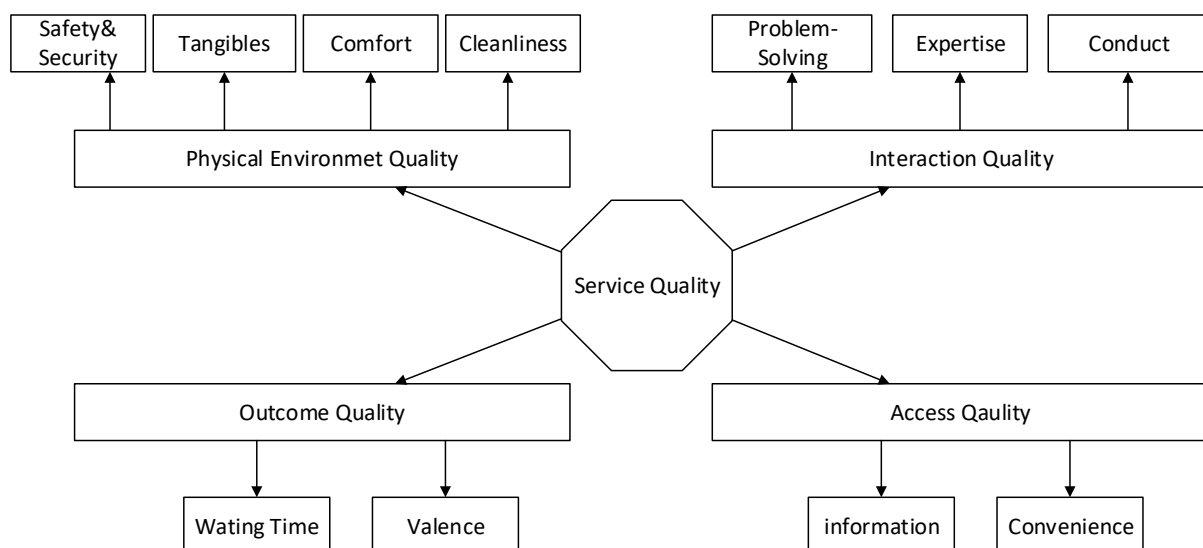 Safety&
Security
Tangibles
Comfort
Cleanliness
Problem-
Solving
Expertise
Conduct
Physical Environmet Quality
Interaction Quality
Service Quality
Outcome Quality
Access Qaulity
Wating Time
Valence
information
Convenience